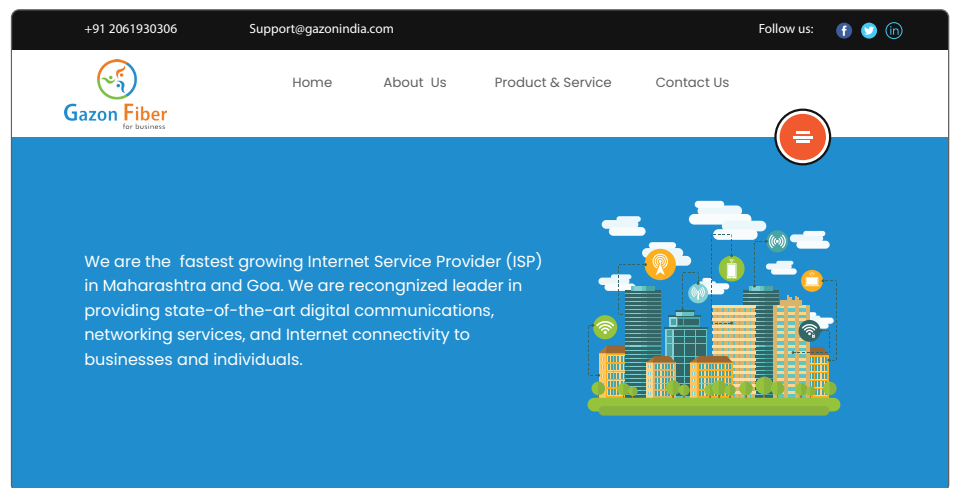 +91 2061930306 Support@gazonindia.com Follow us:
Home About Us Product & Service Contact Us
Gazon Fiber
for business
We are the fastest growing Internet Service Provider (ISP)
in Maharashtra and Goa. We are recongnized leader in
providing state-of-the-art digital communications,
networking services, and Internet connectivity to
businesses and individuals.